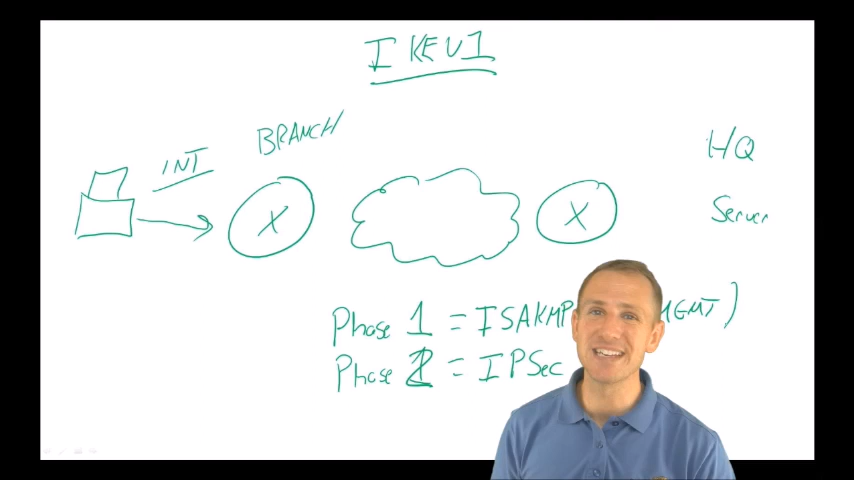 IKEV1
BRANCH
INT
HQ
Server
Phase 1 = ISAKMP
Phase 2 = IPSec